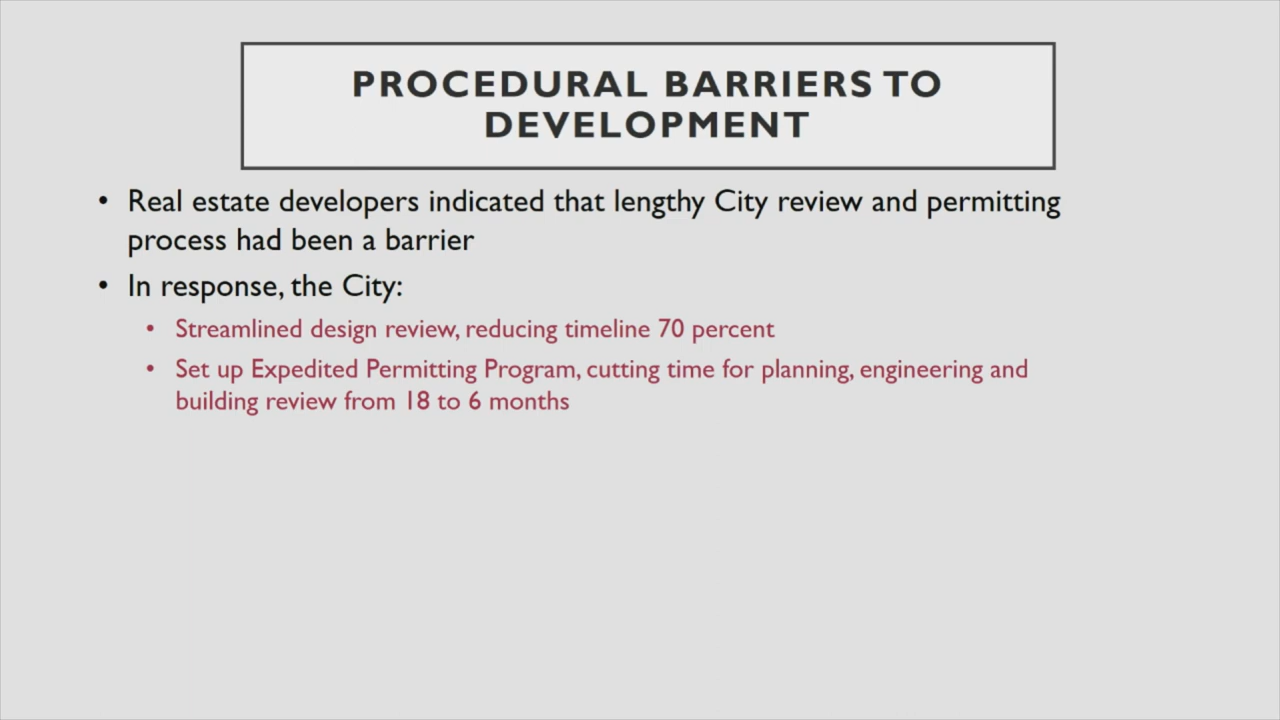 PROCEDURAL BARRIERS TO
DEVELOPMENT
• Real estate developers indicated that lengthy City review and permitting
process had been a barrier
• In response, the City:
• Streamlined design review, reducing timeline 70 percent
• Set up Expedited Permitting Program, cutting time for planning, engineering and
building review from 18 to 6 months